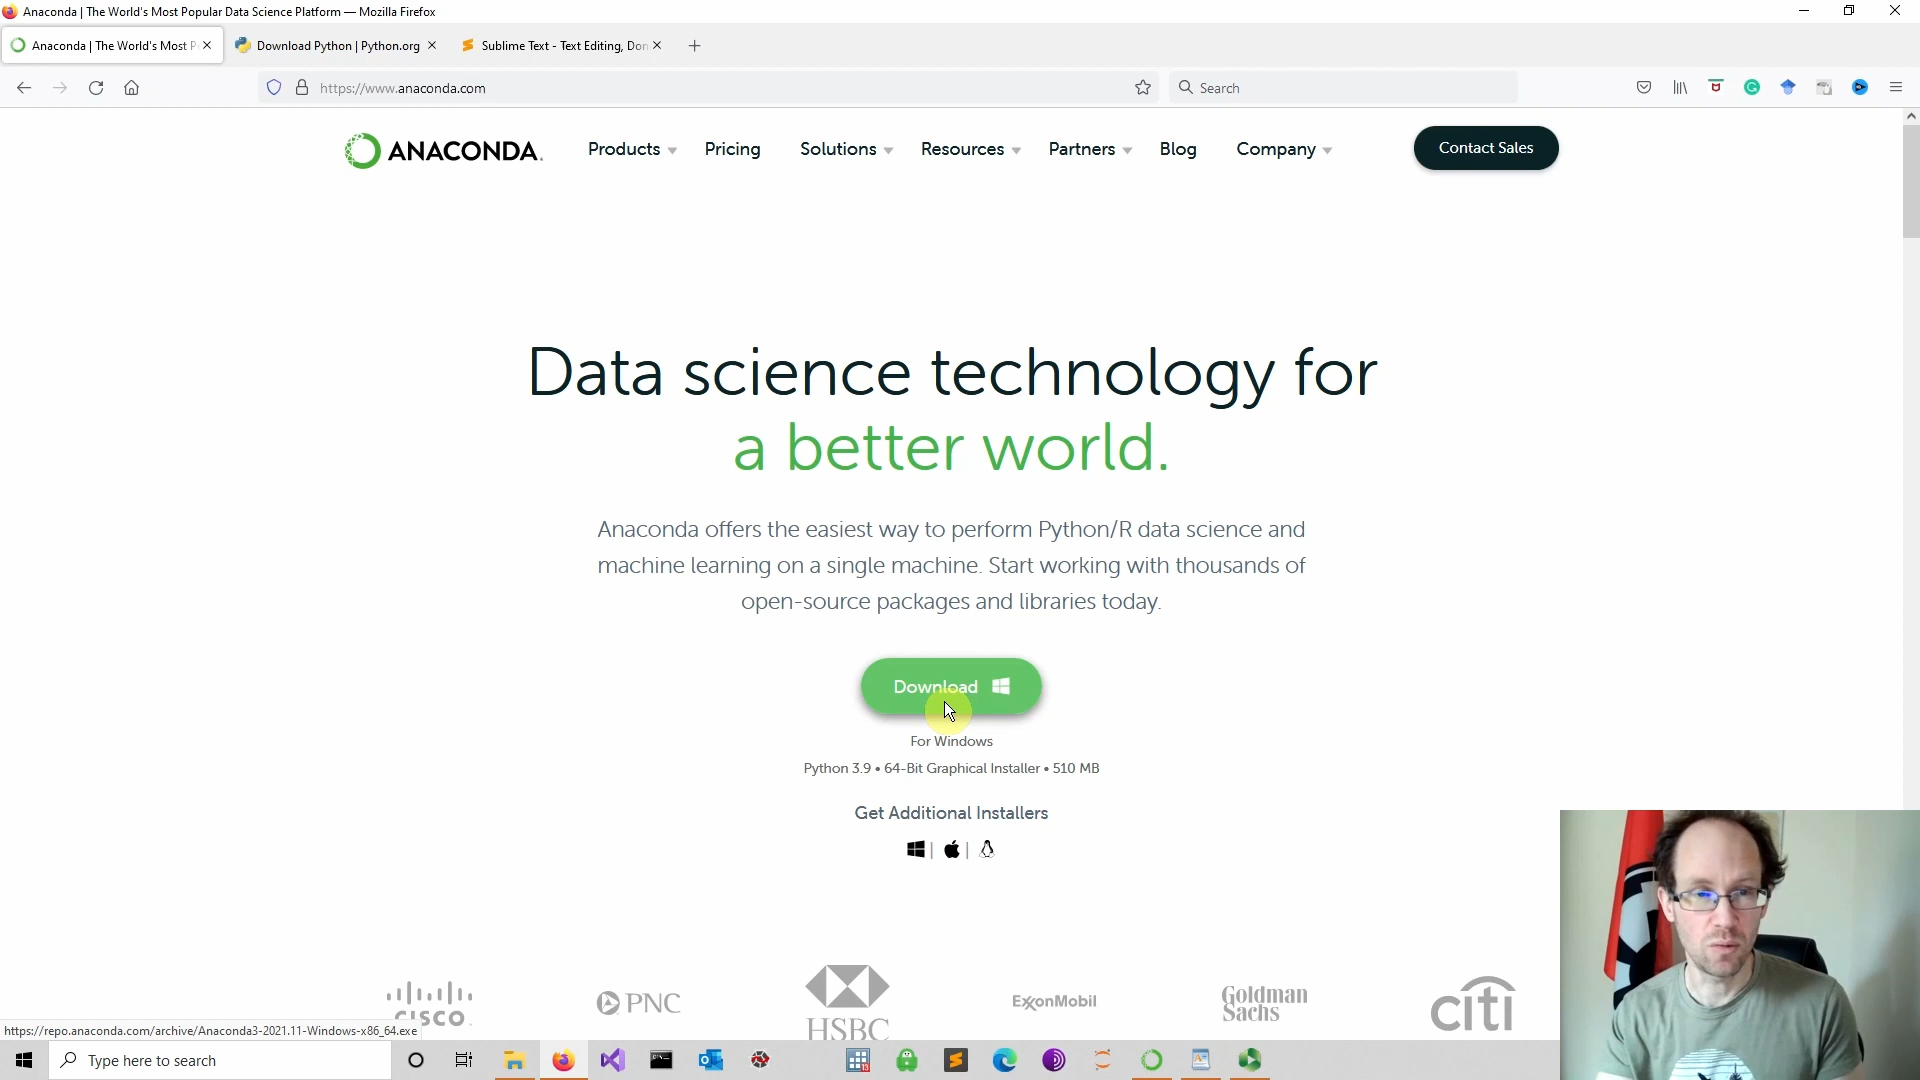 Anaconda | The World's Most Popular Data Science Platform — Mozilla Firefox
Anaconda | The World's Most P
Download Python | Python.org
Sublime Text - Text Editing, Don
https://www.anaconda.com
Search
ANACONDA.
Products
Pricing
Solutions
Resources
Partners
Blog
Company
Contact Sales
Data science technology for
a better world.
Anaconda offers the easiest way to perform Python/R data science and
machine learning on a single machine. Start working with thousands of
open-source packages and libraries today.
Download
For Windows
Python 3.9 • 64-Bit Graphical Installer • 510 MB
Get Additional Installers
CISCO
PNC
HSBC
ExxonMobil
Goldman
Sachs
citi
https://repo.anaconda.com/archive/Anaconda3-2021.11-Windows-x86_64.exe
Type here to search